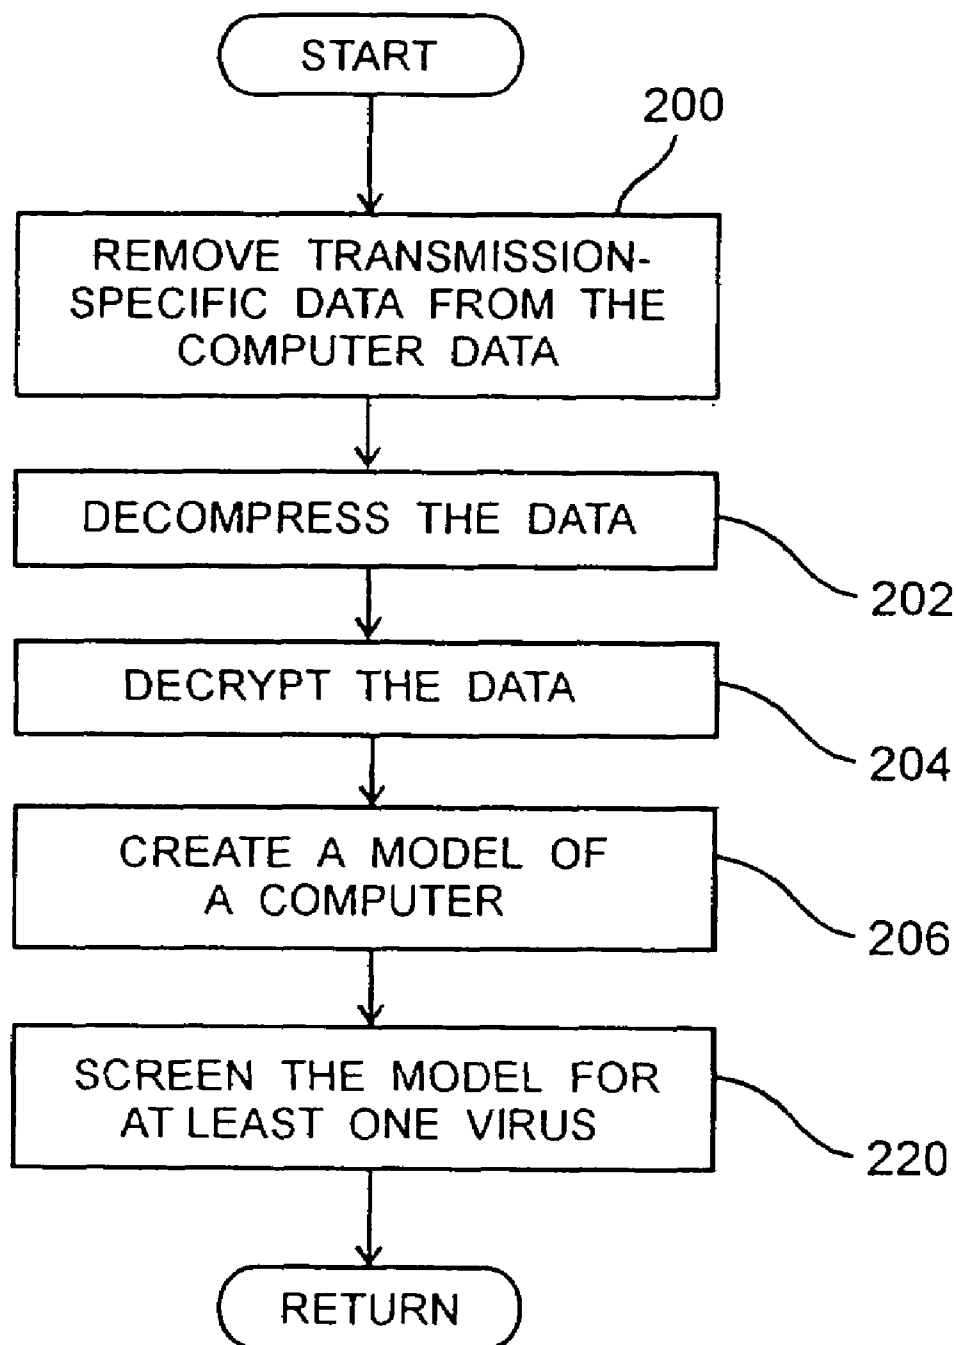 START
200
REMOVE TRANSMISSION-
SPECIFIC DATA FROM THE
COMPUTER DATA
DECOMPRESS THE DATA
202
DECRYPT THE DATA
204
CREATE A MODEL OF
A COMPUTER
206
SCREEN THE MODEL FOR
AT LEAST ONE VIRUS
220
RETURN